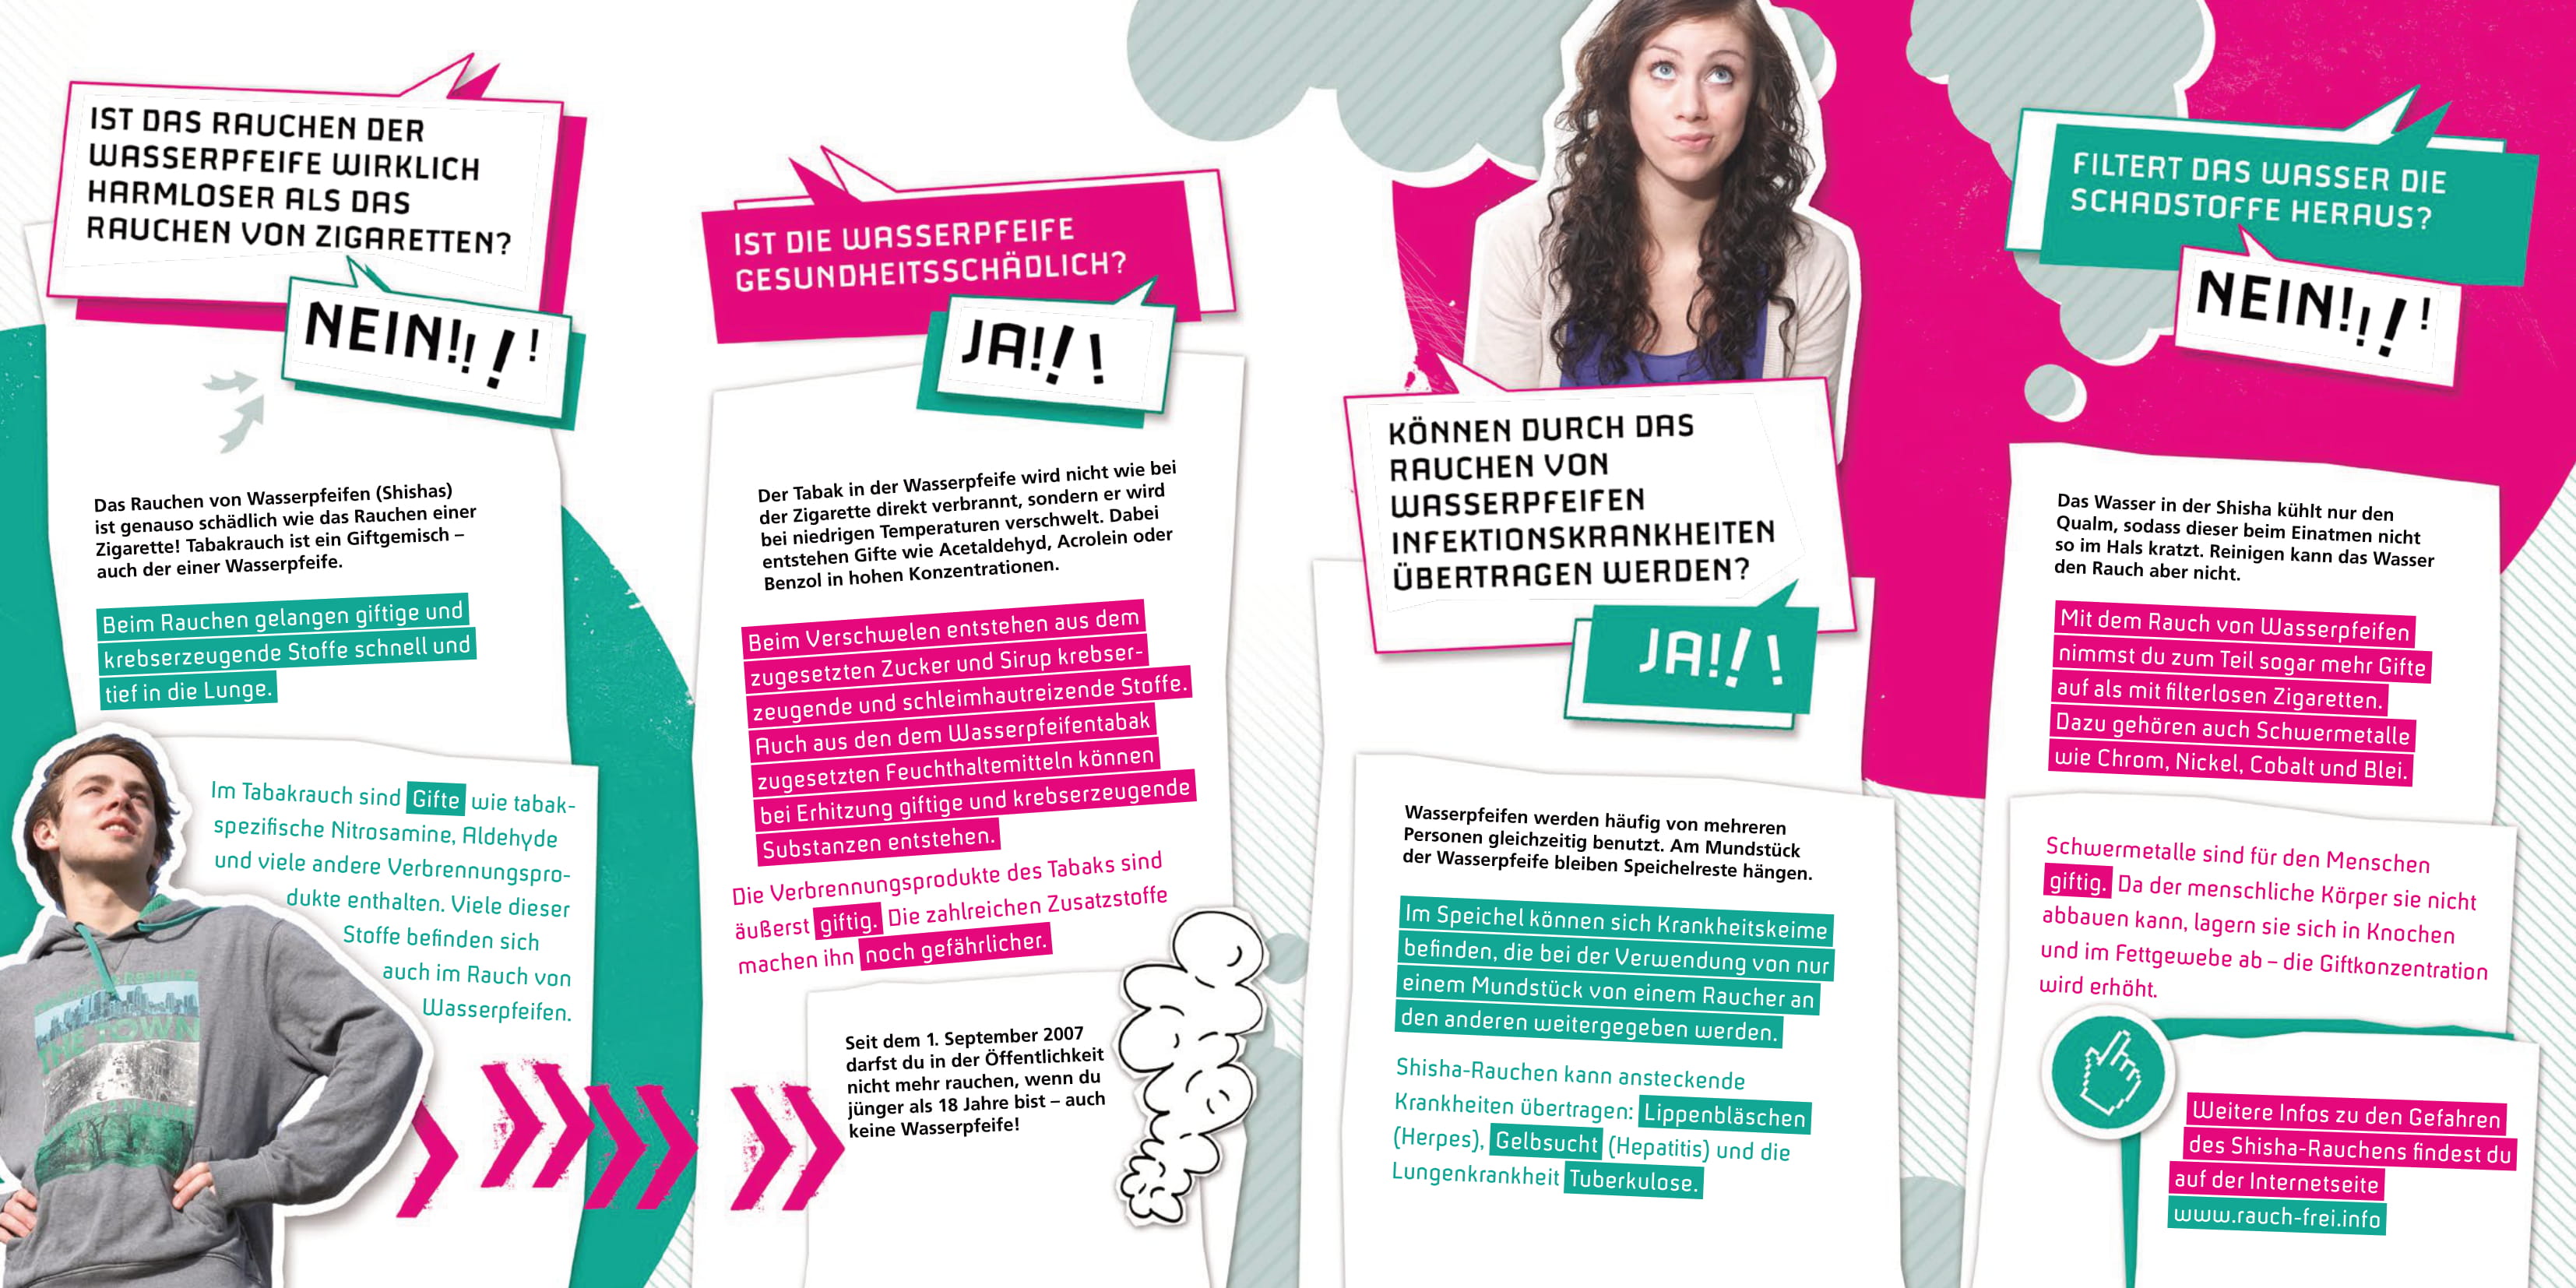 IST DAS RAUCHEN DER
WASSERPFEIFE WIRKLICH
HARMLOSER ALS DAS
RAUCHEN VON ZIGARETTEN?
NEIN!!!!
Das Rauchen von Wasserpfeifen (Shishas)
ist genauso schädlich wie das Rauchen einer
Zigarette! Tabakrauch ist ein Giftgemisch –
auch der einer Wasserpfeife.
Beim Rauchen gelangen giftige und
krebserzeugende Stoffe schnell und
tief in die Lunge.
Im Tabakrauch sind Gifte wie tabak-
spezifische Nitrosamine, Aldehyde
und viele andere Verbrennungspro-
dukte enthalten. Viele dieser
Stoffe befinden sich
auch im Rauch von
Wasserpfeifen.
THE TOWN
IST DIE WASSERPFEIFE
GESUNDHEITSSCHÄDLICH?
JA!!!
Der Tabak in der Wasserpfeife wird nicht wie bei
der Zigarette direkt verbrannt, sondern er wird
bei niedrigen Temperaturen verschwelt. Dabei
entstehen Gifte wie Acetaldehyd, Acrolein oder
Benzol in hohen Konzentrationen.
Beim Verschwelen entstehen aus dem
zugesetzten Zucker und Sirup krebser-
zeugende und schleimhautreizende Stoffe.
Auch aus den dem Wasserpfeifentabak
zugesetzten Feuchthaltemitteln können
bei Erhitzung giftige und krebserzeugende
Substanzen entstehen.
Die Verbrennungsprodukte des Tabaks sind
äußerst giftig. Die zahlreichen Zusatzstoffe
machen ihn noch gefährlicher.
Seit dem 1. September 2007
darfst du in der Öffentlichkeit
nicht mehr rauchen, wenn du
jünger als 18 Jahre bist – auch
keine Wasserpfeife!
KÖNNEN DURCH DAS
RAUCHEN VON
WASSERPFEIFEN
INFEKTIONSKRANKHEITEN
ÜBERTRAGEN WERDEN?
JA!!!
Wasserpfeifen werden häufig von mehreren
Personen gleichzeitig benutzt. Am Mundstück
der Wasserpfeife bleiben Speichelreste hängen.
Im Speichel können sich Krankheitskeime
befinden, die bei der Verwendung von nur
einem Mundstück von einem Raucher an
den anderen weitergegeben werden.
Shisha-Rauchen kann ansteckende
Krankheiten übertragen: Lippenbläschen
(Herpes), Gelbsucht (Hepatitis) und die
Lungenkrankheit Tuberkulose.
FILTERT DAS WASSER DIE
SCHADSTOFFE HERAUS?
NEIN!!!!
Das Wasser in der Shisha kühlt nur den
Qualm, sodass dieser beim Einatmen nicht
so im Hals kratzt. Reinigen kann das Wasser
den Rauch aber nicht.
Mit dem Rauch von Wasserpfeifen
nimmst du zum Teil sogar mehr Gifte
auf als mit filterlosen Zigaretten.
Dazu gehören auch Schwermetalle
wie Chrom, Nickel, Cobalt und Blei.
Schwermetalle sind für den Menschen
giftig. Da der menschliche Körper sie nicht
abbauen kann, lagern sie sich in Knochen
und im Fettgewebe ab – die Giftkonzentration
wird erhöht.
Weitere Infos zu den Gefahren
des Shisha-Rauchens findest du
auf der Internetseite
www.rauch-frei.info